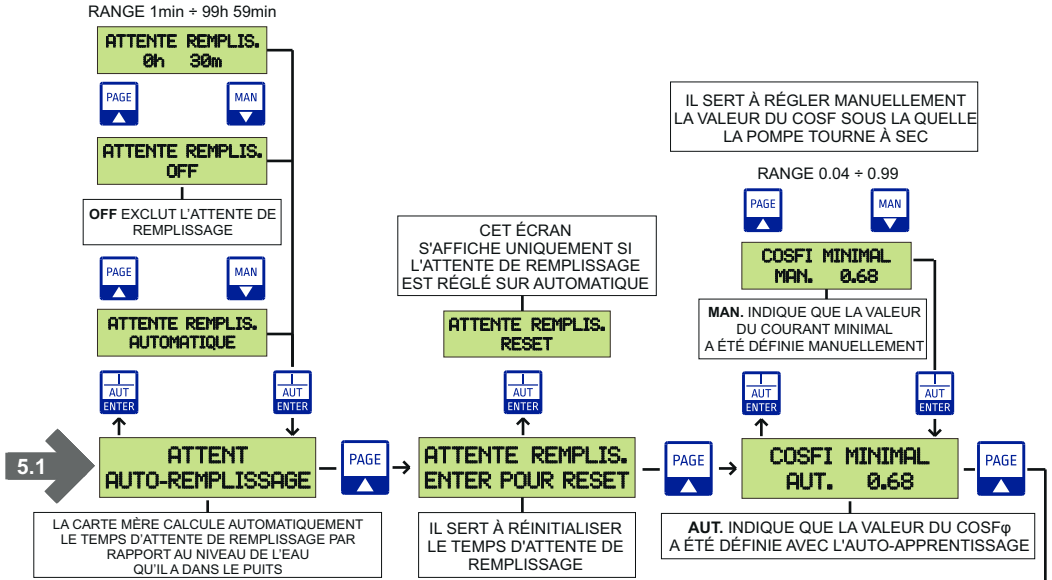 RANGE 1min ÷ 99h 59min
ATTENTE REMPLIS.
0h 30m
PAGE
MAN
ATTENTE REMPLIS.
OFF
OFF EXCLUT L'ATTENTE DE
REMPLISSAGE
PAGE
MAN
ATTENTE REMPLIS.
AUTOMATIQUE
AUT
ENTER
AUT
ENTER
5.1
ATTENT
AUTO-REMPLISSAGE
PAGE
LA CARTE MÈRE CALCULE AUTOMATIQUEMENT
LE TEMPS D'ATTENTE DE REMPLISSAGE PAR
RAPPORT AU NIVEAU DE L'EAU
QU'IL A DANS LE PUITS
CET ÉCRAN
S'AFFICHE UNIQUEMENT SI
L'ATTENTE DE REMPLISSAGE
EST RÉGLÉ SUR AUTOMATIQUE
ATTENTE REMPLIS.
RESET
AUT
ENTER
ATTENTE REMPLIS.
ENTER POUR RESET
PAGE
IL SERT À RÉINITIALISER
LE TEMPS D'ATTENTE DE
REMPLISSAGE
IL SERT À RÉGLER MANUELLEMENT
LA VALEUR DU COSF SOUS LA QUELLE
LA POMPE TOURNE À SEC
RANGE 0.04 ÷ 0.99
PAGE
MAN
COSFI MINIMAL
MAN. 0.68
MAN. INDIQUE QUE LA VALEUR
DU COURANT MINIMAL
A ÉTÉ DÉFINIE MANUELLEMENT
AUT
ENTER
AUT
ENTER
COSFI MINIMAL
AUT. 0.68
PAGE
AUT. INDIQUE QUE LA VALEUR DU COSFφ
A ÉTÉ DÉFINIE AVEC L'AUTO-APPRENTISSAGE